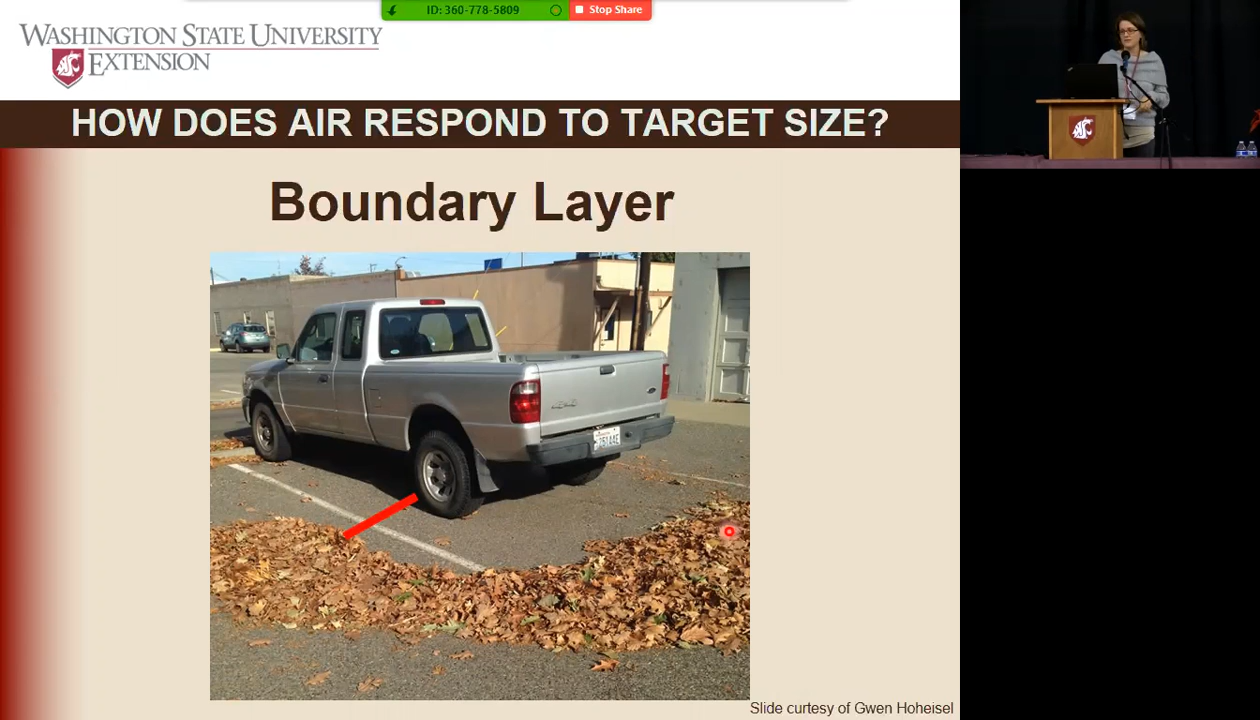 ID: 360-778-5809
Stop Share
WASHINGTON STATE UNIVERSITY
EXTENSION
HOW DOES AIR RESPOND TO TARGET SIZE?
Boundary Layer
Slide curtesy of Gwen Hoheisel